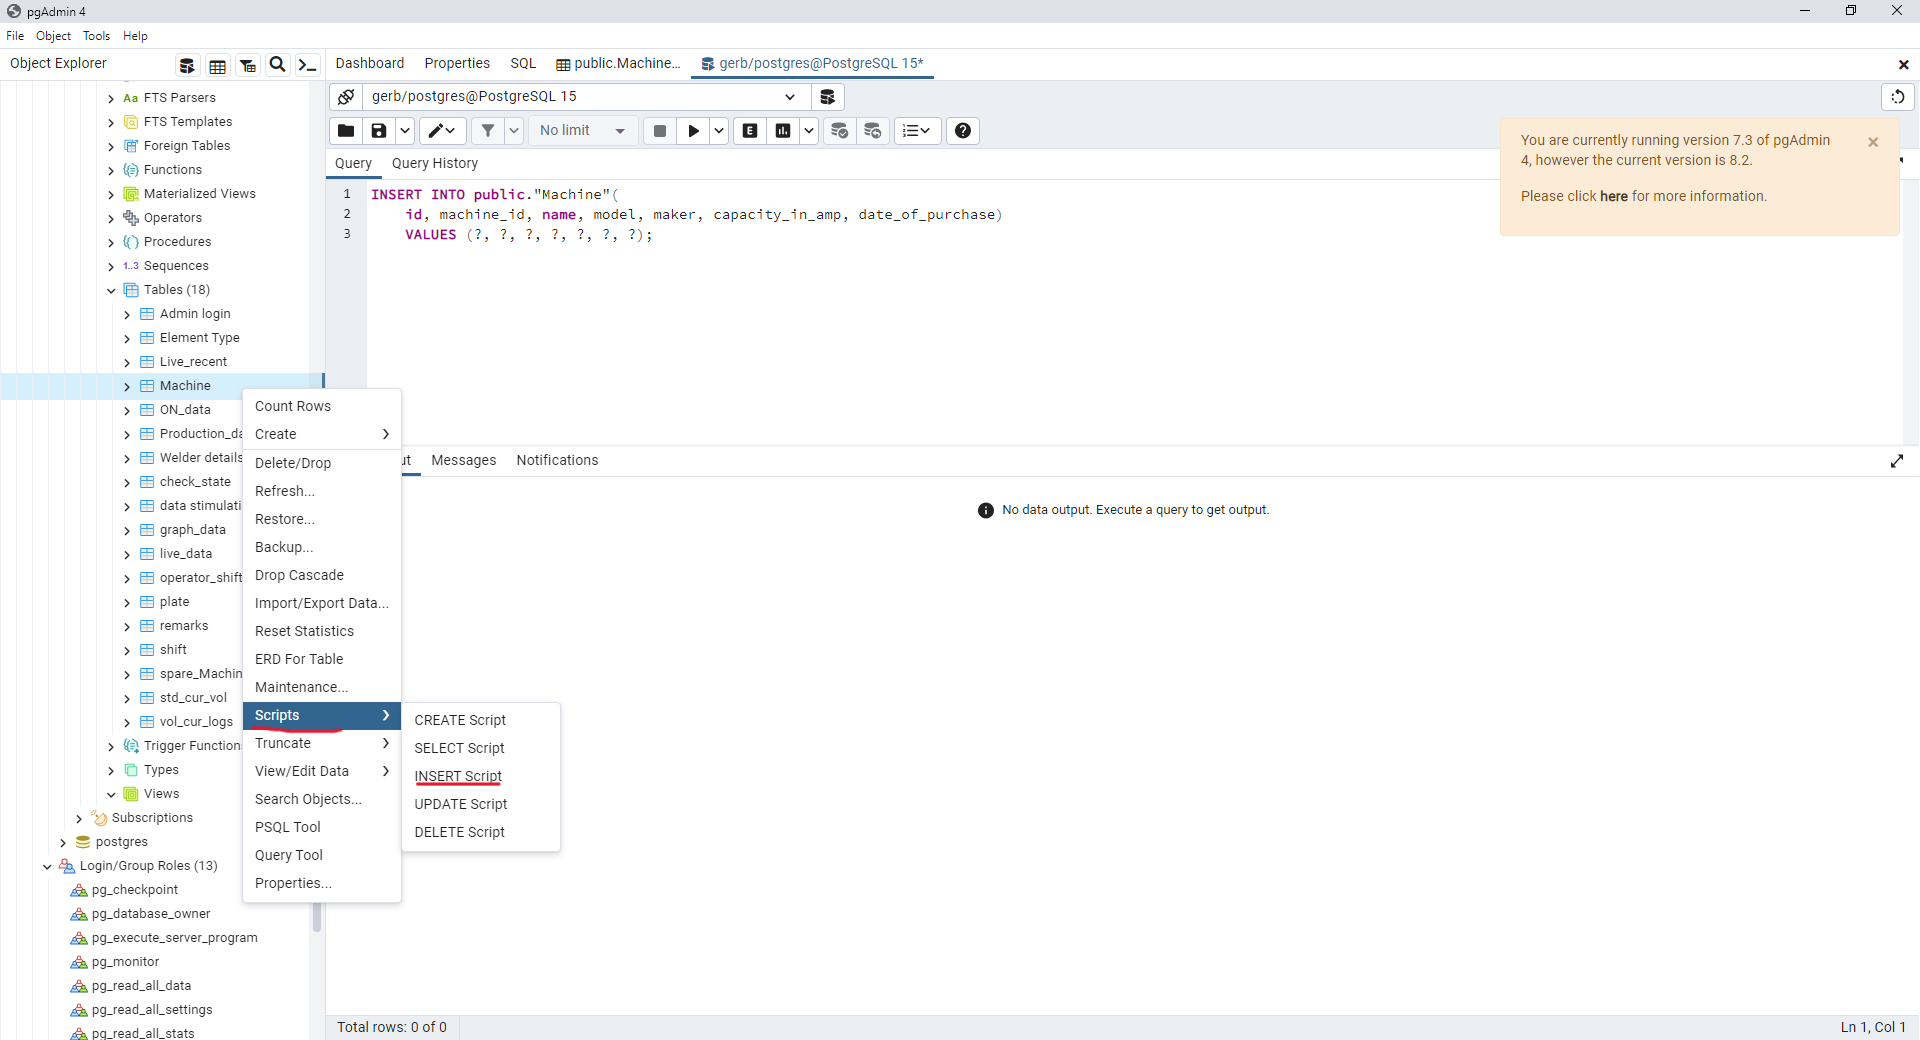 pgAdmin 4
File Object Tools Help
Object Explorer
Dashboard Properties SQL public.Machine... gerb/postgres@PostgreSQL 15*
gerb/postgres@PostgreSQL 15
No limit
Query Query History
1 INSERT INTO public."Machine"(
2 id, machine_id, name, model, maker, capacity_in_amp, date_of_purchase)
3 VALUES (?, ?, ?, ?, ?, ?, ?);
You are currently running version 7.3 of pgAdmin
4, however the current version is 8.2.
Please click here for more information.
Aa FTS Parsers
FTS Templates
Foreign Tables
Functions
Materialized Views
Operators
Procedures
1..3 Sequences
Tables (18)
Admin login
Element Type
Live_recent
Machine
ON_data
Production_da
Welder details
check_state
data stimulati
graph_data
live_data
operator_shift
plate
remarks
shift
spare_Machin
std_cur_vol
vol_cur_logs
Trigger Function
Types
Views
Subscriptions
postgres
Login/Group Roles (13)
pg_checkpoint
pg_database_owner
pg_execute_server_program
pg_monitor
pg_read_all_data
pg_read_all_settings
pg_read_all_stats
Count Rows
Create
Delete/Drop
Refresh...
Restore...
Backup...
Drop Cascade
Import/Export Data...
Reset Statistics
ERD For Table
Maintenance...
Scripts
Truncate
View/Edit Data
Search Objects...
PSQL Tool
Query Tool
Properties...
CREATE Script
SELECT Script
INSERT Script
UPDATE Script
DELETE Script
ut Messages Notifications
No data output. Execute a query to get output.
Total rows: 0 of 0
Ln 1, Col 1